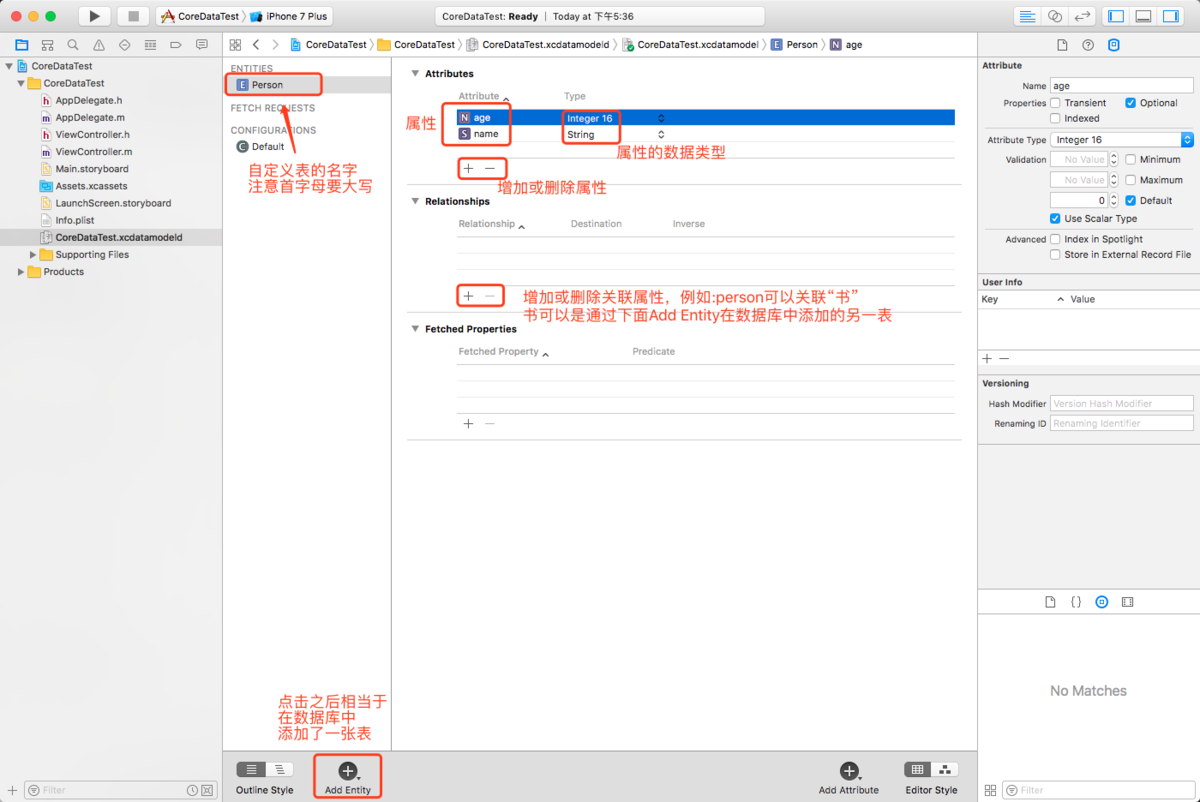 CoreDataTest
iPhone 7 Plus
CoreDataTest: Ready | Today at 下午5:36
CoreDataTest
CoreDataTest
CoreDataTest.xcdatamodeld
CoreDataTest.xcdatamodel
E Person
N age
CoreDataTest
CoreDataTest
h AppDelegate.h
m AppDelegate.m
h ViewController.h
m ViewController.m
Main.storyboard
Assets.xcassets
LaunchScreen.storyboard
Info.plist
CoreDataTest.xcdatamodeld
Supporting Files
Products
Filter
ENTITIES
E Person
FETCH REQUESTS
CONFIGURATIONS
C Default
自定义表的名字
注意首字母要大写
点击之后相当于
在数据库中
添加了一张表
Outline Style
Add Entity
Attributes
Attribute
Type
属性
N age
Integer 16
S name
String
属性的数据类型
增加或删除属性
Relationships
Relationship
Destination
Inverse
增加或删除关联属性，例如:person可以关联“书”
书可以是通过下面Add Entity在数据库中添加的另一表
Fetched Properties
Fetched Property
Predicate
Add Attribute
Editor Style
Attribute
Name age
Properties Transient Optional
Indexed
Attribute Type Integer 16
Validation No Value Minimum
No Value Maximum
0 Default
Use Scalar Type
Advanced Index in Spotlight
Store in External Record File
User Info
Key
Value
Versioning
Hash Modifier Version Hash Modifier
Renaming ID Renaming Identifier
No Matches
Filter